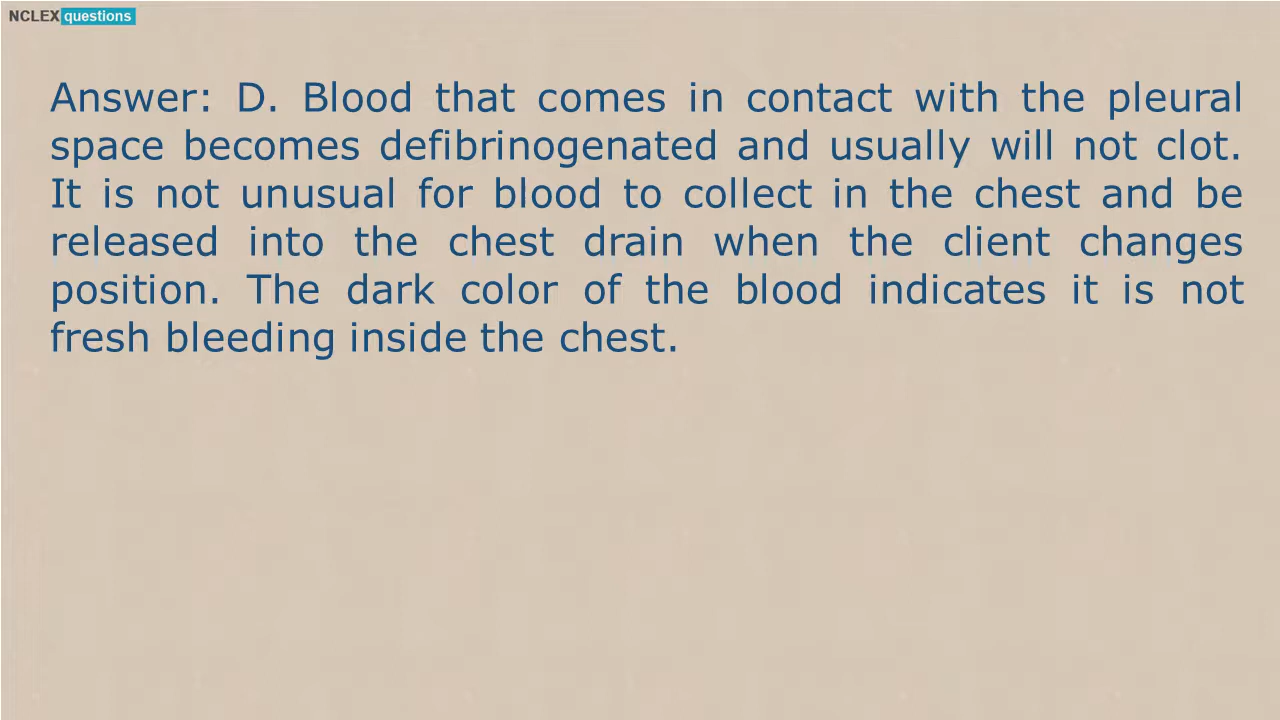 NCLEX questions
Answer: D. Blood that comes in contact with the pleural
space becomes defibrinogenated and usually will not clot.
It is not unusual for blood to collect in the chest and be
released into the chest drain when the client changes
position. The dark color of the blood indicates it is not
fresh bleeding inside the chest.